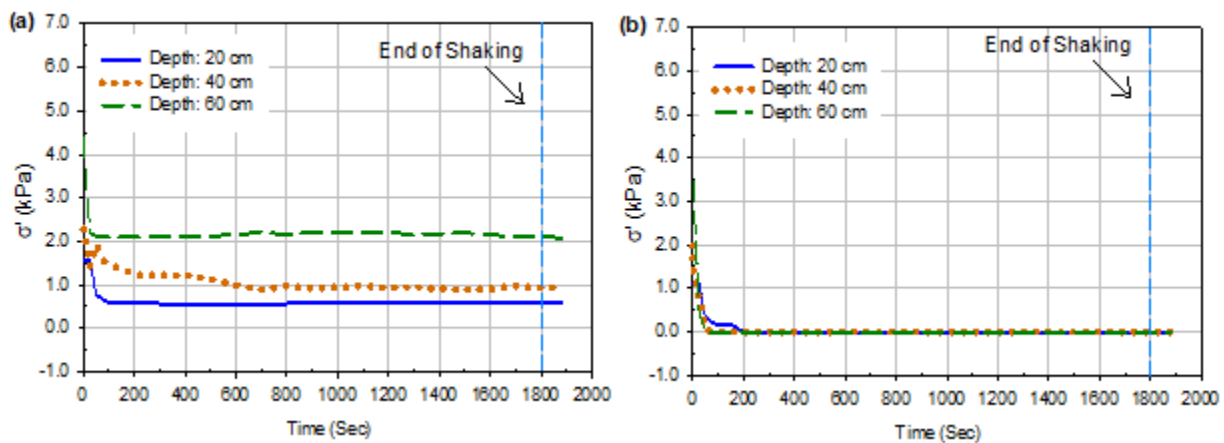 (a)
7.0
6.0
5.0
4.0
3.0
2.0
1.0
0.0
-1.0
σ' (kPa)
End of Shaking
Depth: 20 cm
Depth: 40 cm
Depth: 60 cm
0 200 400 600 800 1000 1200 1400 1600 1800 2000
Time (Sec)
(b)
7.0
6.0
5.0
4.0
3.0
2.0
1.0
0.0
-1.0
σ' (kPa)
End of Shaking
Depth: 20 cm
Depth: 40 cm
Depth: 60 cm
0 200 400 600 800 1000 1200 1400 1600 1800 2000
Time (Sec)